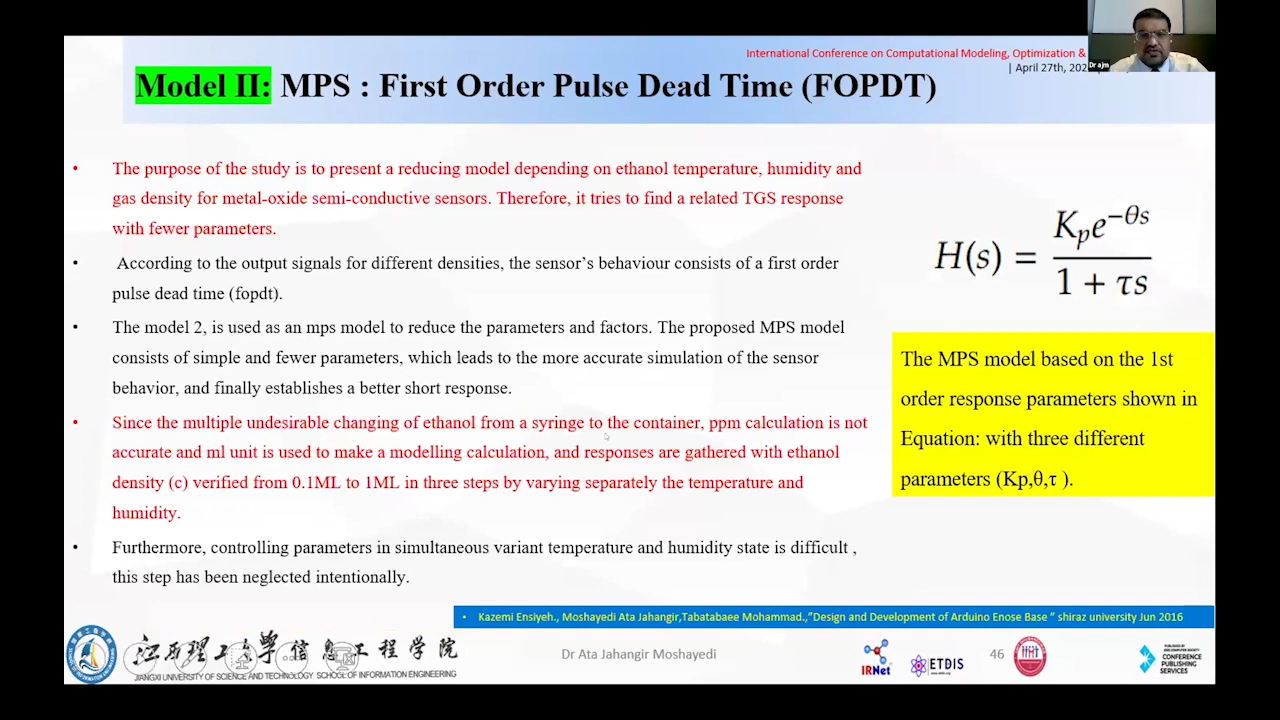 International Conference on Computational Modeling, Optimization &
| April 27th, 202
Dr ajm
Model II: MPS : First Order Pulse Dead Time (FOPDT)
• The purpose of the study is to present a reducing model depending on ethanol temperature, humidity and
gas density for metal-oxide semi-conductive sensors. Therefore, it tries to find a related TGS response
with fewer parameters.
• According to the output signals for different densities, the sensor's behaviour consists of a first order
pulse dead time (fopdt).
• The model 2, is used as an mps model to reduce the parameters and factors. The proposed MPS model
consists of simple and fewer parameters, which leads to the more accurate simulation of the sensor
behavior, and finally establishes a better short response.
• Since the multiple undesirable changing of ethanol from a syringe to the container, ppm calculation is not
accurate and ml unit is used to make a modelling calculation, and responses are gathered with ethanol
density (c) verified from 0.1ML to 1ML in three steps by varying separately the temperature and
humidity.
• Furthermore, controlling parameters in simultaneous variant temperature and humidity state is difficult ,
this step has been neglected intentionally.
H(s) = K_p e^{-θs} / (1 + τs)
The MPS model based on the 1st
order response parameters shown in
Equation: with three different
parameters (Kp,θ,τ ).
• Kazemi Ensiyeh., Moshayedi Ata Jahangir,Tabatabaee Mohammad.,"Design and Development of Arduino Enose Base " shiraz university Jun 2016
江西理工大学信息工程学院
JIANGXI UNIVERSITY OF SCIENCE AND TECHNOLOGY SCHOOL OF INFORMATION ENGINEERING
Dr Ata Jahangir Moshayedi
IRNet
ETDIS
46
CONFERENCE
PUBLISHING
SERVICES